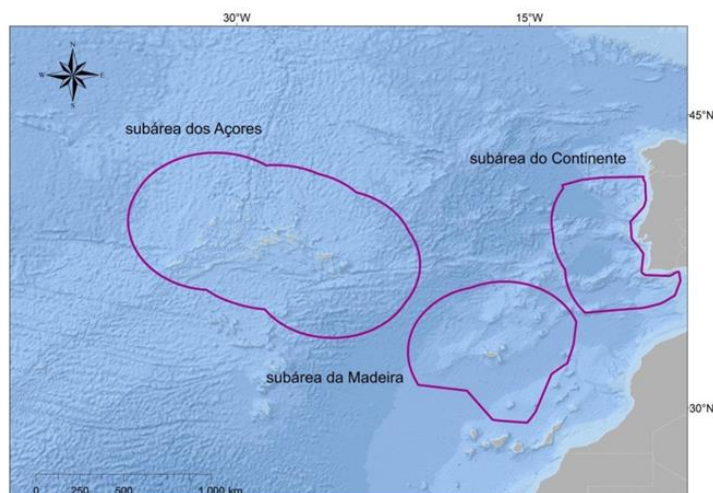 30°W 15°W
N
W E
S
45°N
subárea dos Açores
subárea do Continente
subárea da Madeira
30°N
0 250 500 1.000 km